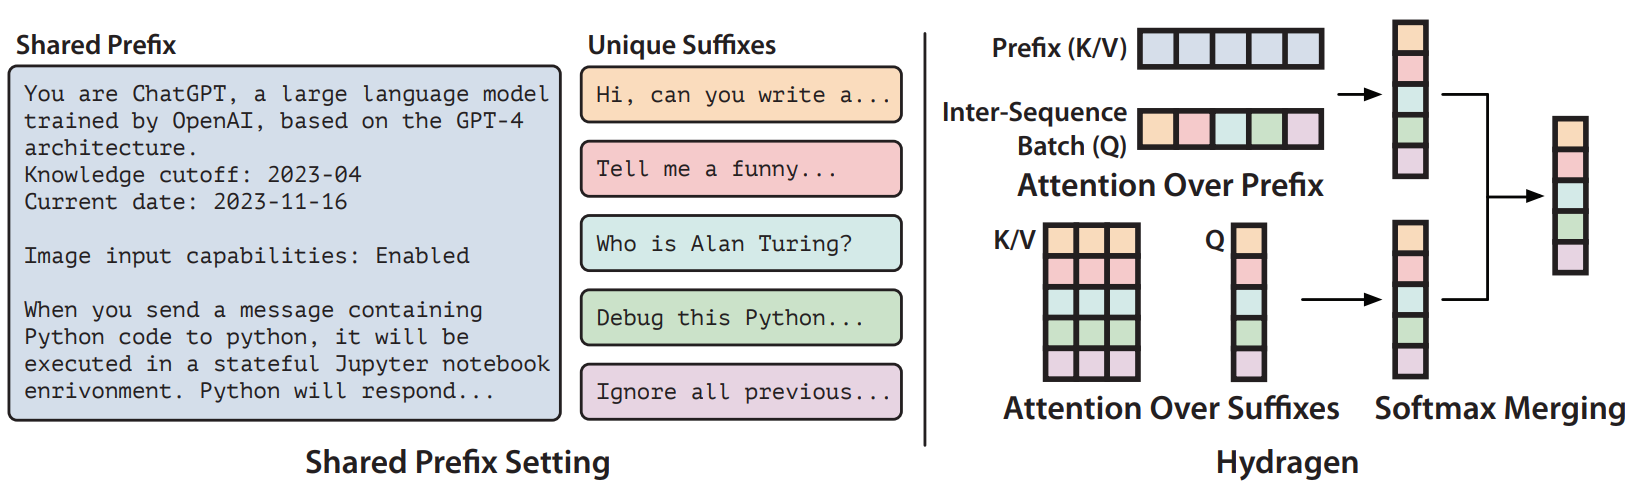 Shared Prefix
You are ChatGPT, a large language model
trained by OpenAI, based on the GPT-4
architecture.
Knowledge cutoff: 2023-04
Current date: 2023-11-16
Image input capabilities: Enabled
When you send a message containing
Python code to python, it will be
executed in a stateful Jupyter notebook
enrivonment. Python will respond...
Unique Suffixes
Hi, can you write a...
Tell me a funny...
Who is Alan Turing?
Debug this Python...
Ignore all previous...
Shared Prefix Setting
Prefix (K/V)
Inter-Sequence
Batch (Q)
Attention Over Prefix
K/V
Q
Attention Over Suffixes
Softmax Merging
Hydragen